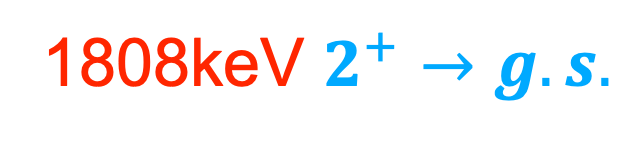 1808keV 2⁺ → g.s.